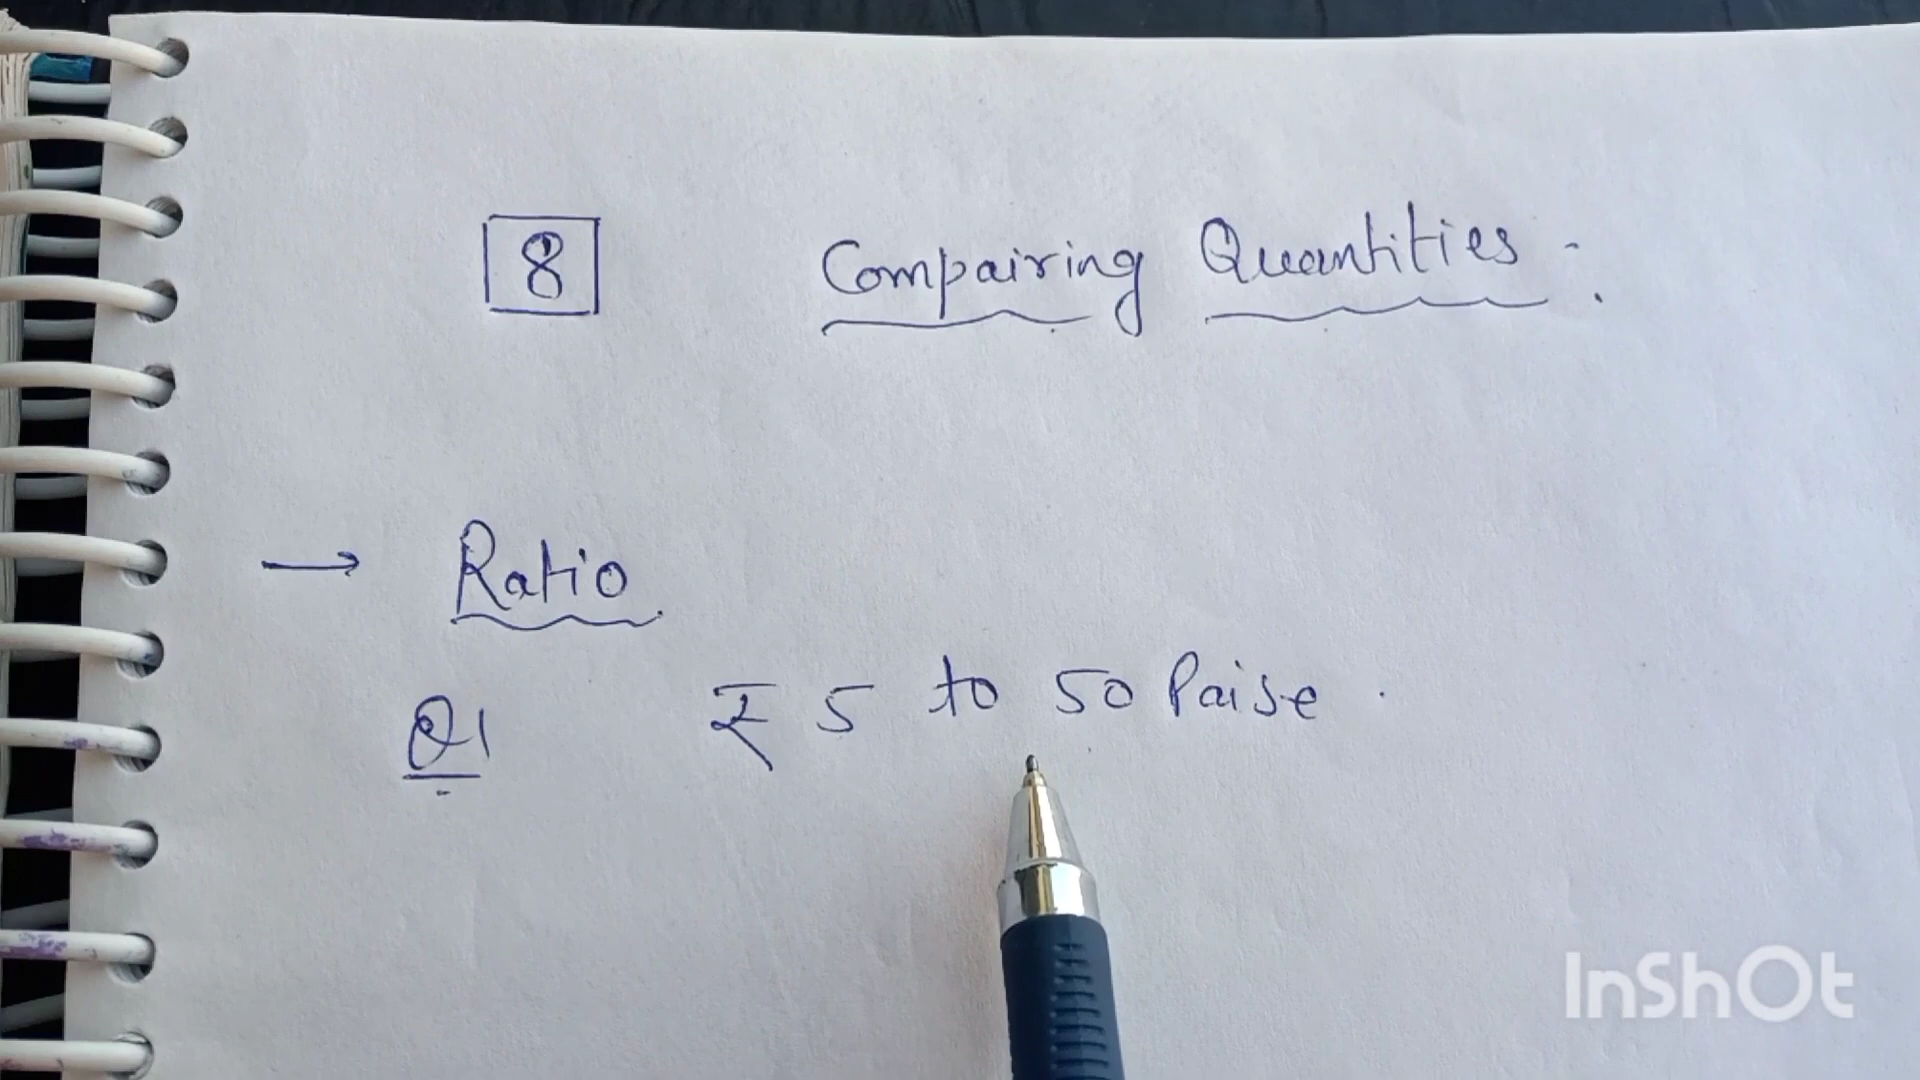 8 Compairing Quantities.
→ Ratio
Q1 ₹ 5 to 50 Paise.
InShOt